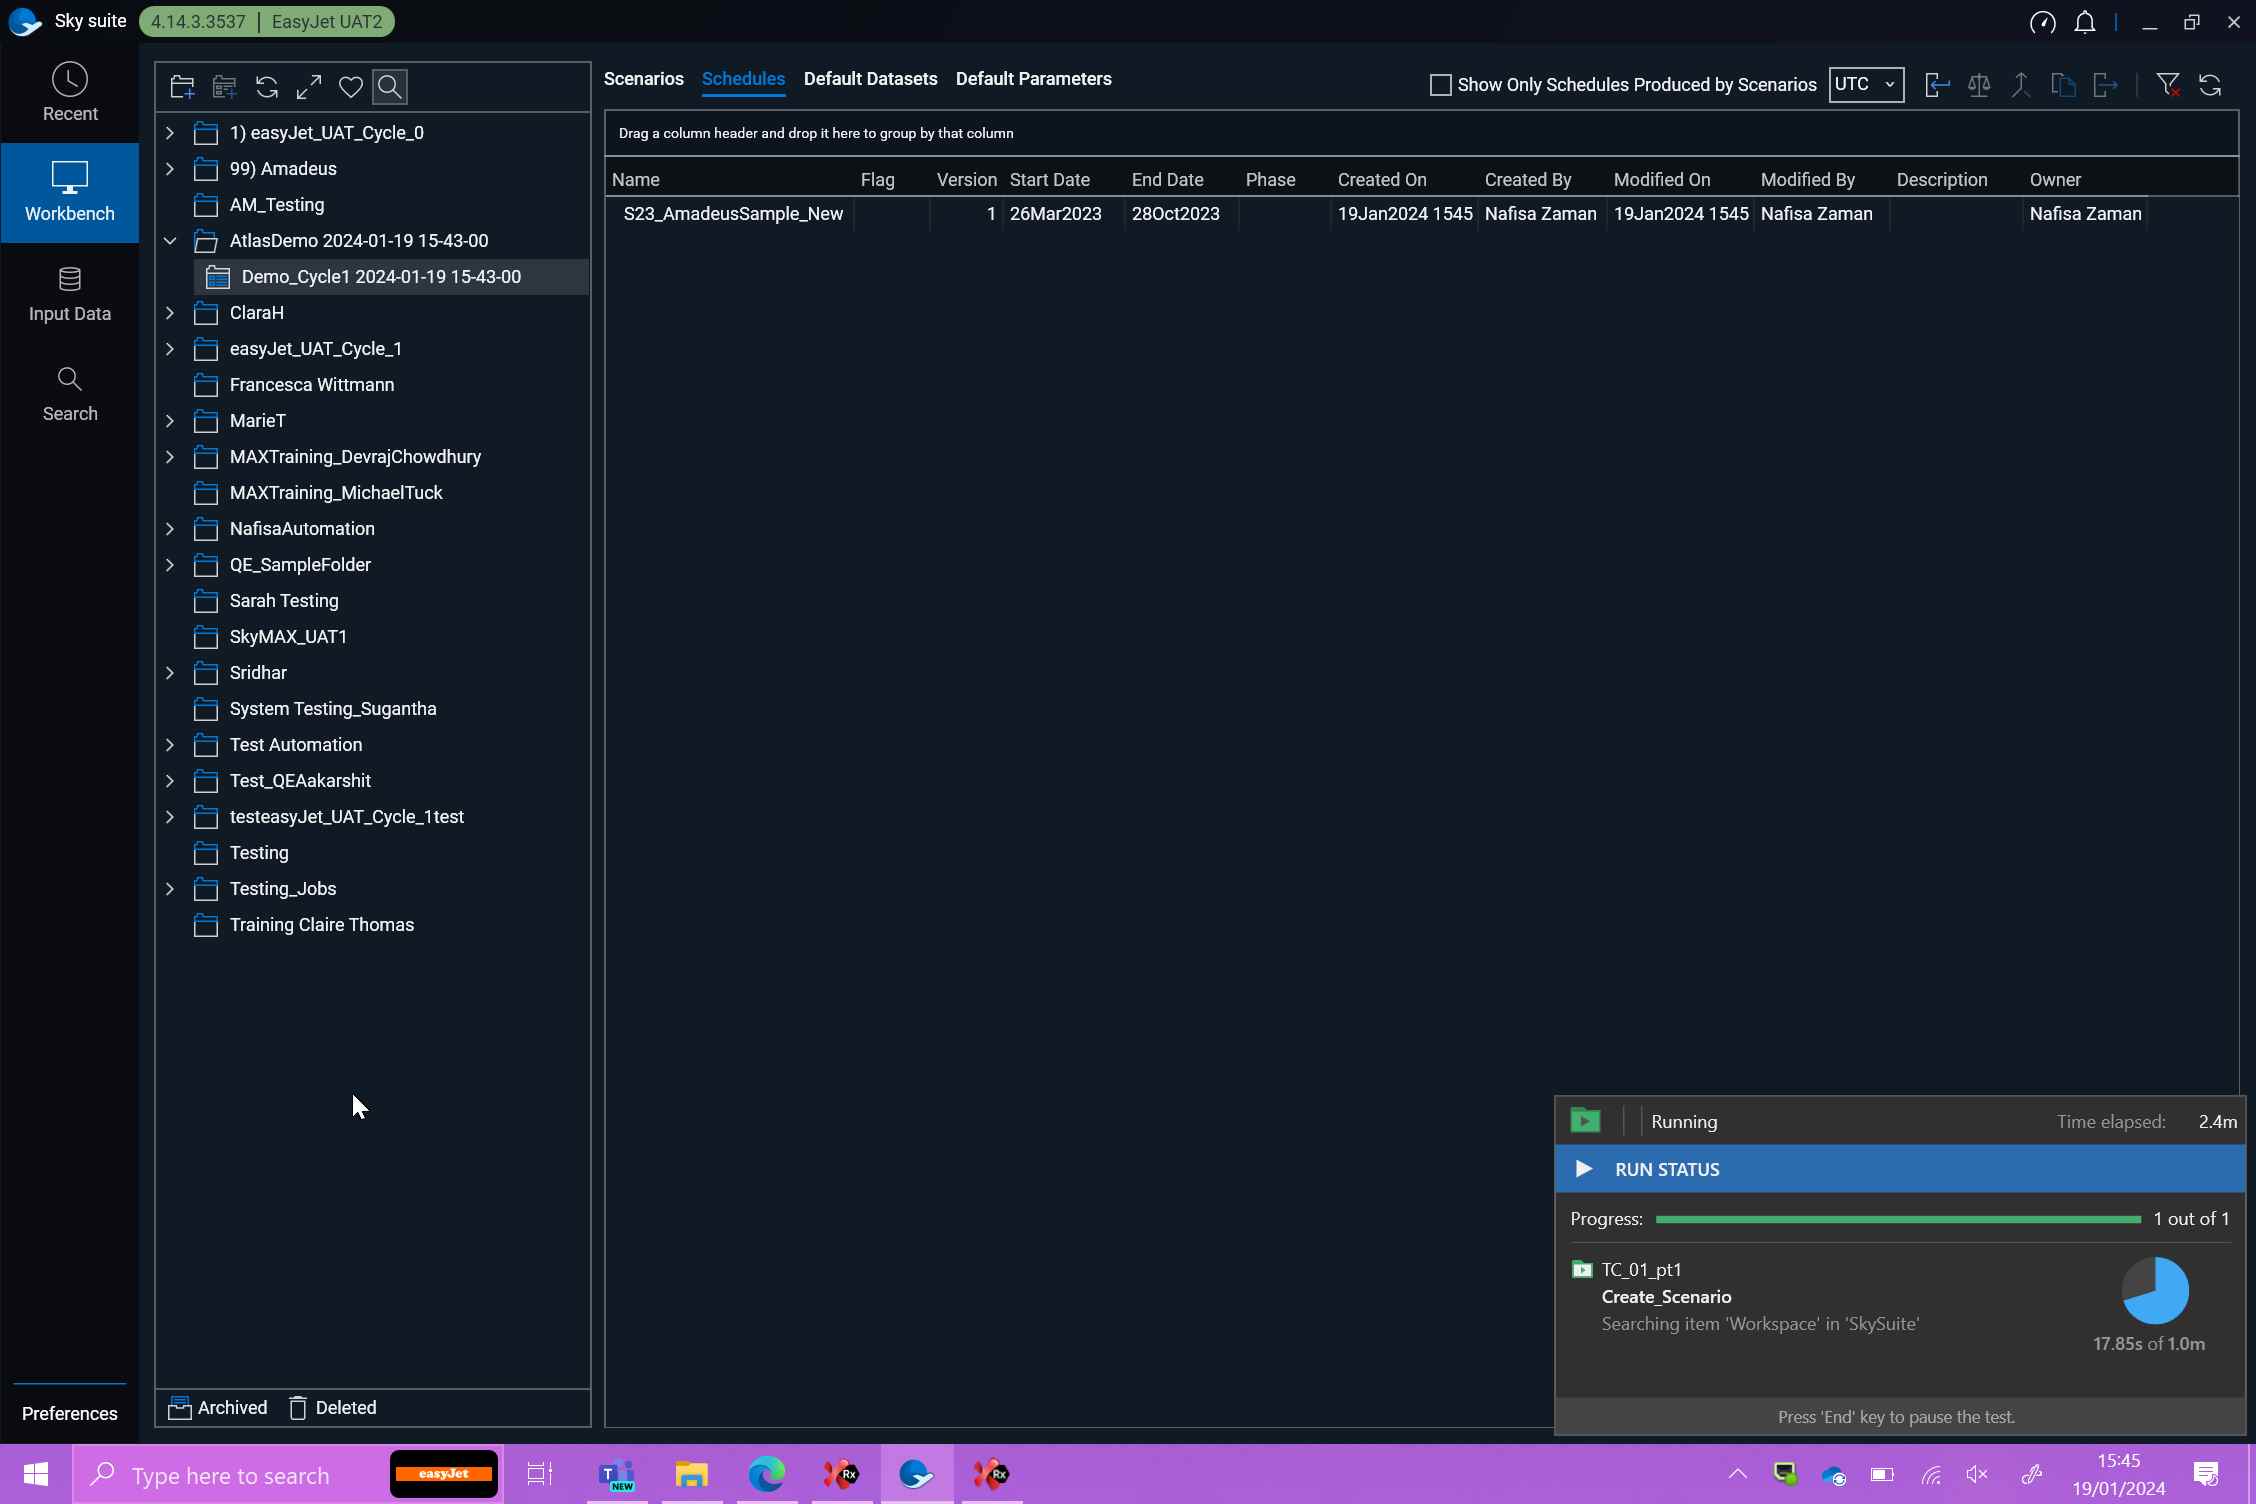 Sky suite 4.14.3.3537 | EasyJet UAT2
Recent
Workbench
Input Data
Search
Preferences
1) easyJet_UAT_Cycle_0
99) Amadeus
AM_Testing
AtlasDemo 2024-01-19 15-43-00
Demo_Cycle1 2024-01-19 15-43-00
ClaraH
easyJet_UAT_Cycle_1
Francesca Wittmann
MarieT
MAXTraining_DevrajChowdhury
MAXTraining_MichaelTuck
NafisaAutomation
QE_SampleFolder
Sarah Testing
SkyMAX_UAT1
Sridhar
System Testing_Sugantha
Test Automation
Test_QEAakarshit
testeasyJet_UAT_Cycle_1test
Testing
Testing_Jobs
Training Claire Thomas
Archived Deleted
Scenarios Schedules Default Datasets Default Parameters Show Only Schedules Produced by Scenarios UTC
Drag a column header and drop it here to group by that column
Name Flag Version Start Date End Date Phase Created On Created By Modified On Modified By Description Owner
S23_AmadeusSample_New 1 26Mar2023 28Oct2023 19Jan2024 1545 Nafisa Zaman 19Jan2024 1545 Nafisa Zaman Nafisa Zaman
Running Time elapsed: 2.4m
RUN STATUS
Progress: 1 out of 1
TC_01_pt1
Create_Scenario
Searching item 'Workspace' in 'SkySuite'
17.85s of 1.0m
Press 'End' key to pause the test.
Type here to search easyJet
T
NEW
Rx
Rx
15:45
19/01/2024